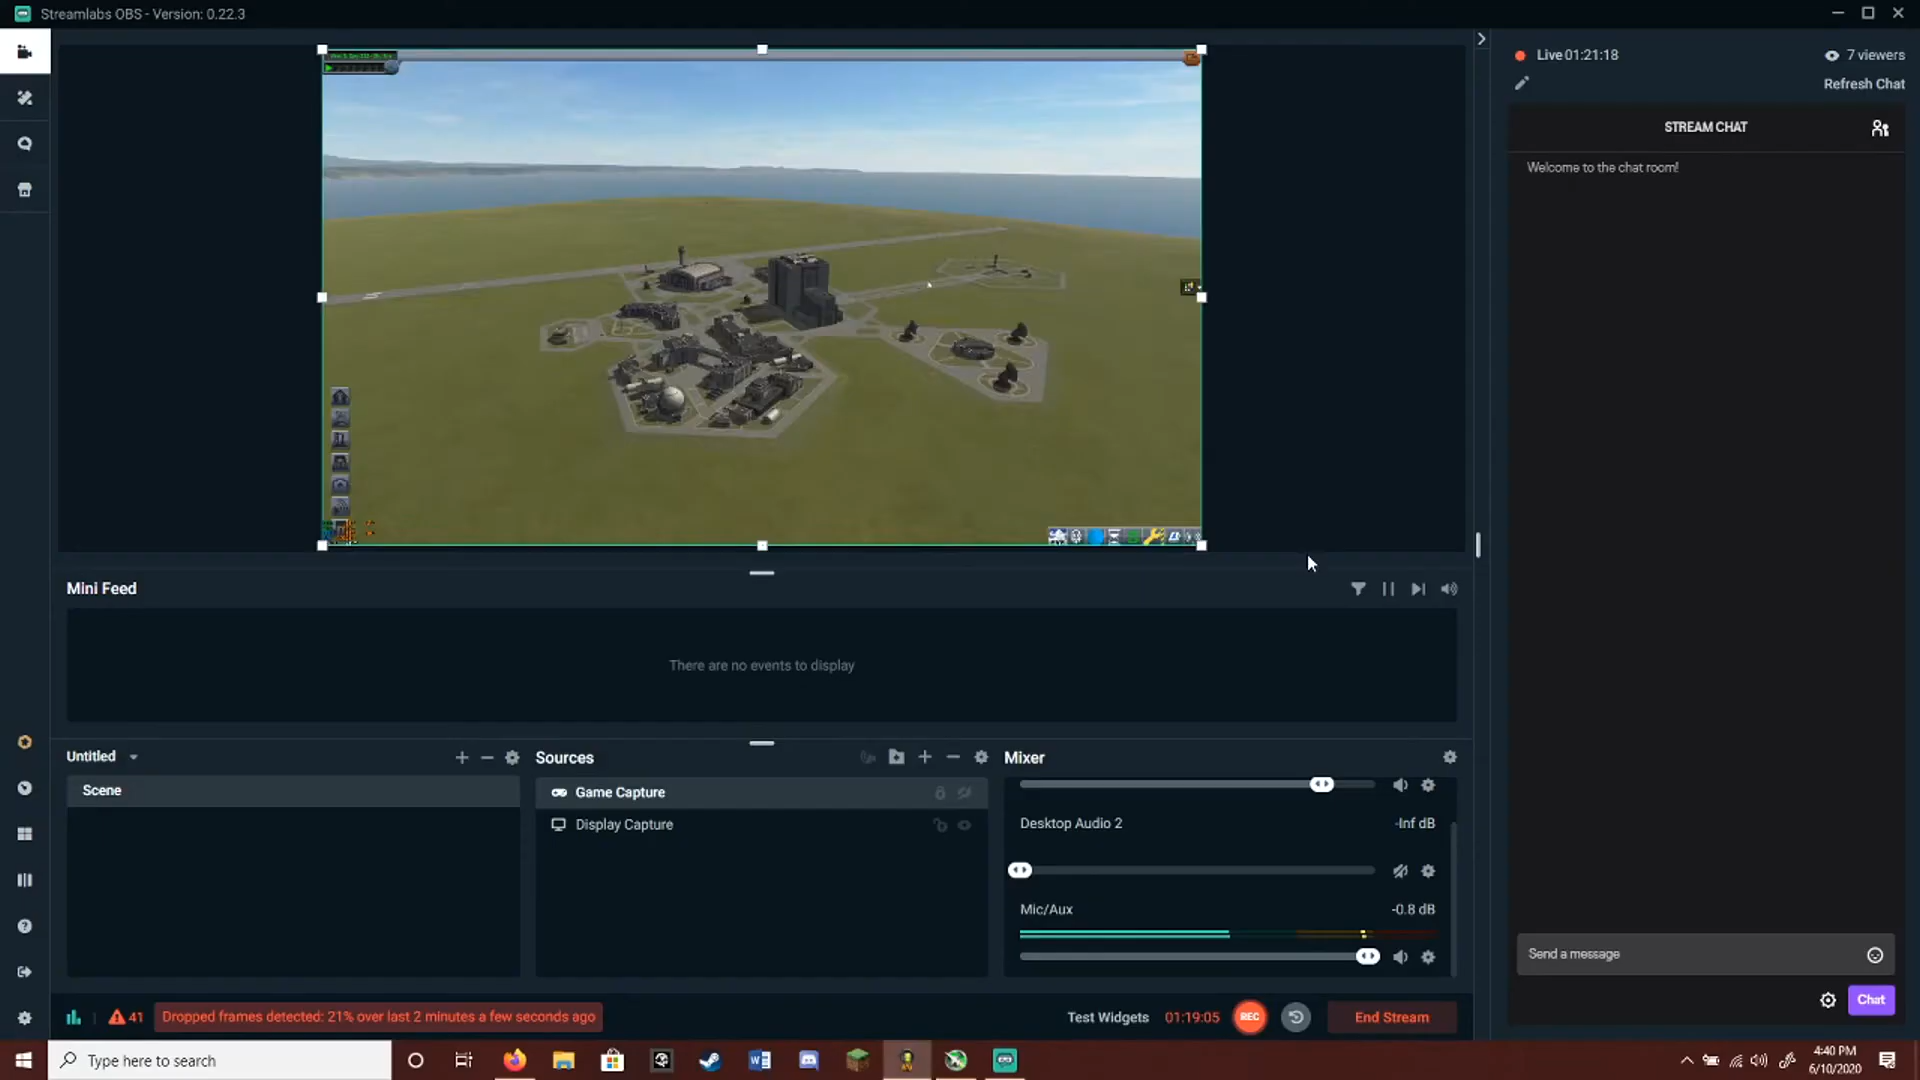 Streamlabs OBS - Version: 0.22.3
Live 01:21:18
7 viewers
Refresh Chat
STREAM CHAT
Welcome to the chat room!
Mini Feed
There are no events to display
Untitled
Scene
Sources
Game Capture
Display Capture
Mixer
Desktop Audio 2
-Inf dB
Mic/Aux
-0.8 dB
Send a message
Chat
41
Dropped frames detected: 21% over last 2 minutes a few seconds ago
Test Widgets
01:19:05
REC
End Stream
Type here to search
4:40 PM
6/10/2020